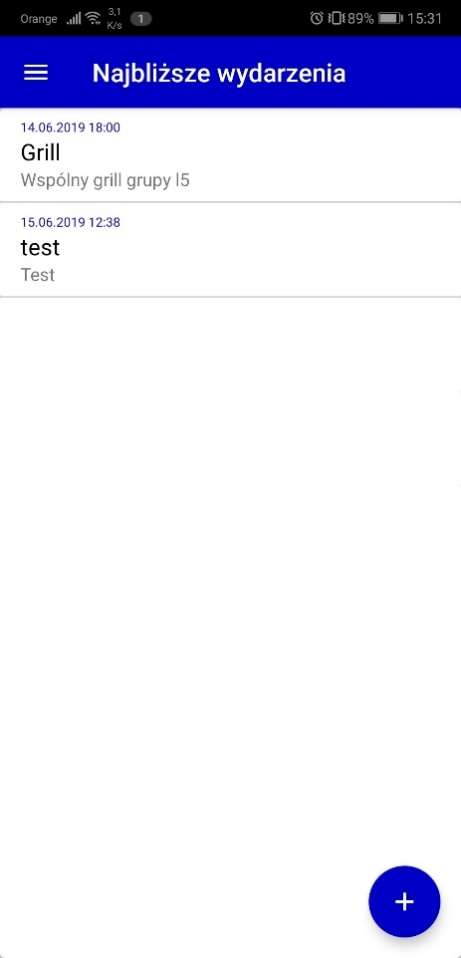 Orange 3,1 K/s 1 89% 15:31
Najbliższe wydarzenia
14.06.2019 18:00
Grill
Wspólny grill grupy l5
15.06.2019 12:38
test
Test
+